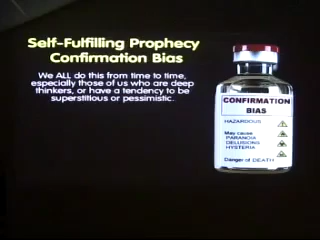 Self-Fulfilling Prophecy
Confirmation Bias
We ALL do this from time to time,
especially those of us who are deep
thinkers, or have a tendency to be
superstitious or pessimistic.
CONFIRMATION
BIAS
HAZARDOUS
May cause
PARANOIA
DELUSIONS
HYSTERIA
Danger of DEATH